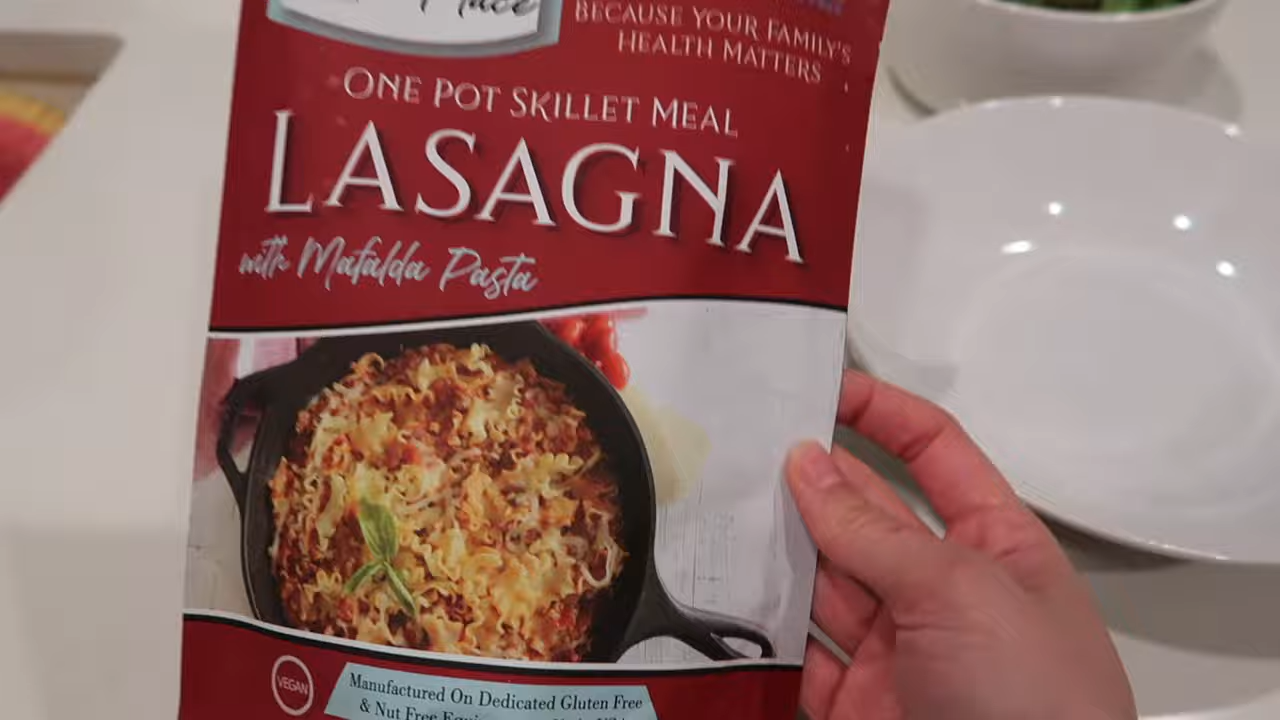 Place
BECAUSE YOUR FAMILY'S
HEALTH MATTERS
ONE POT SKILLET MEAL
LASAGNA
with Mafalda Pasta
VEGAN
Manufactured On Dedicated Gluten Free
& Nut Free